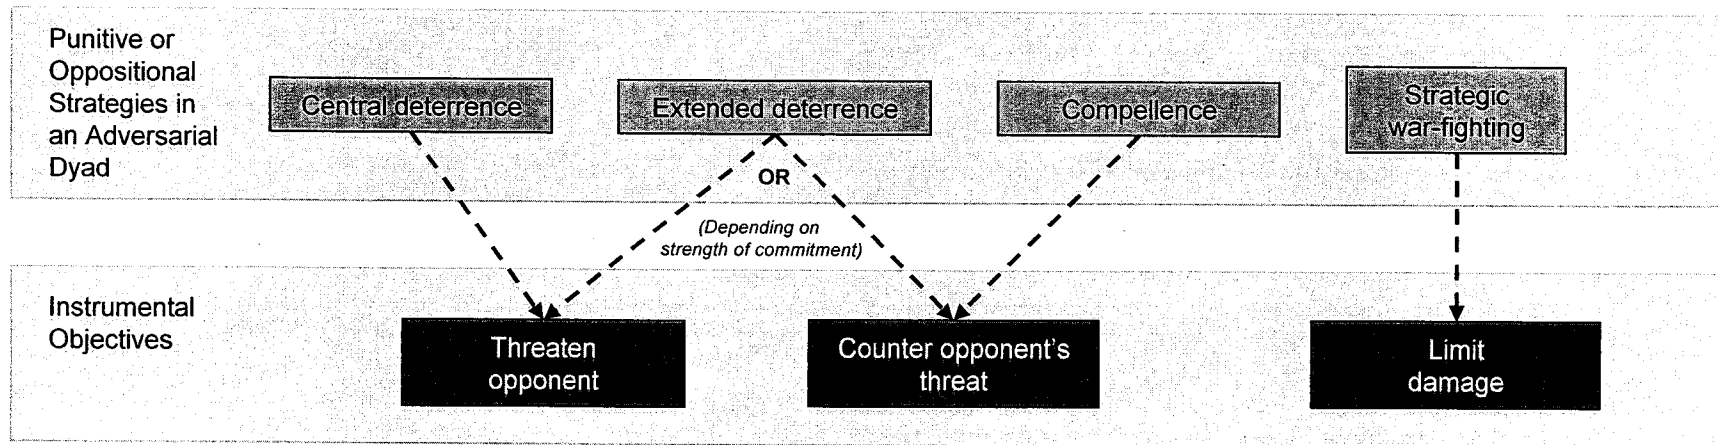 Punitive or
Oppositional
Strategies in
an Adversarial
Dyad
Central deterrence
Extended deterrence
Compellence
Strategic
war-fighting
OR
(Depending on
strength of commitment)
Instrumental
Objectives
Threaten
opponent
Counter opponent's
threat
Limit
damage